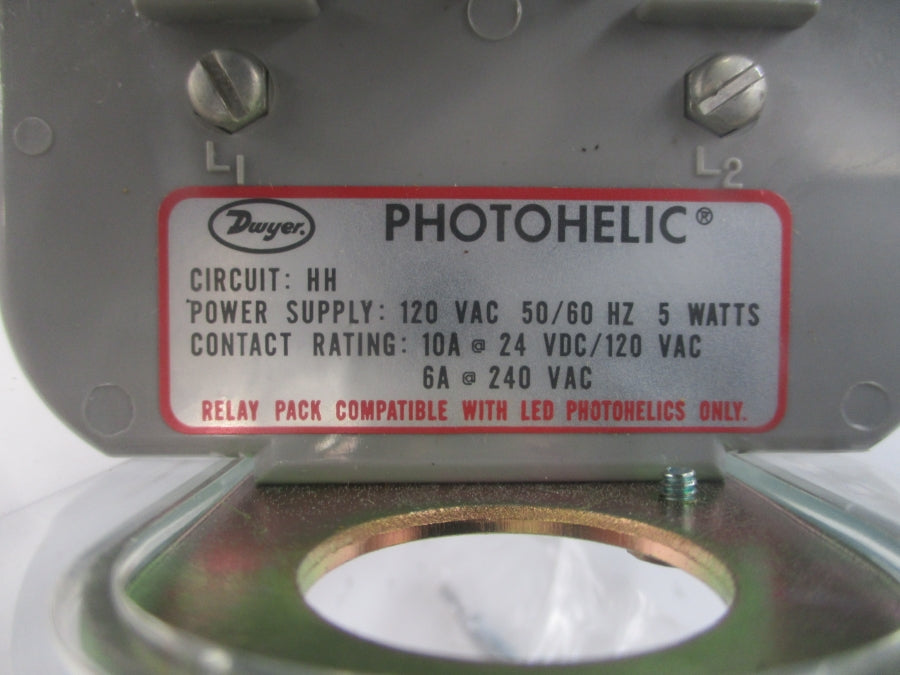 L1 L2
Dwyer. PHOTOHELIC®
CIRCUIT: HH
POWER SUPPLY: 120 VAC 50/60 HZ 5 WATTS
CONTACT RATING: 10A @ 24 VDC/120 VAC
6A @ 240 VAC
RELAY PACK COMPATIBLE WITH LED PHOTOHELICS ONLY.